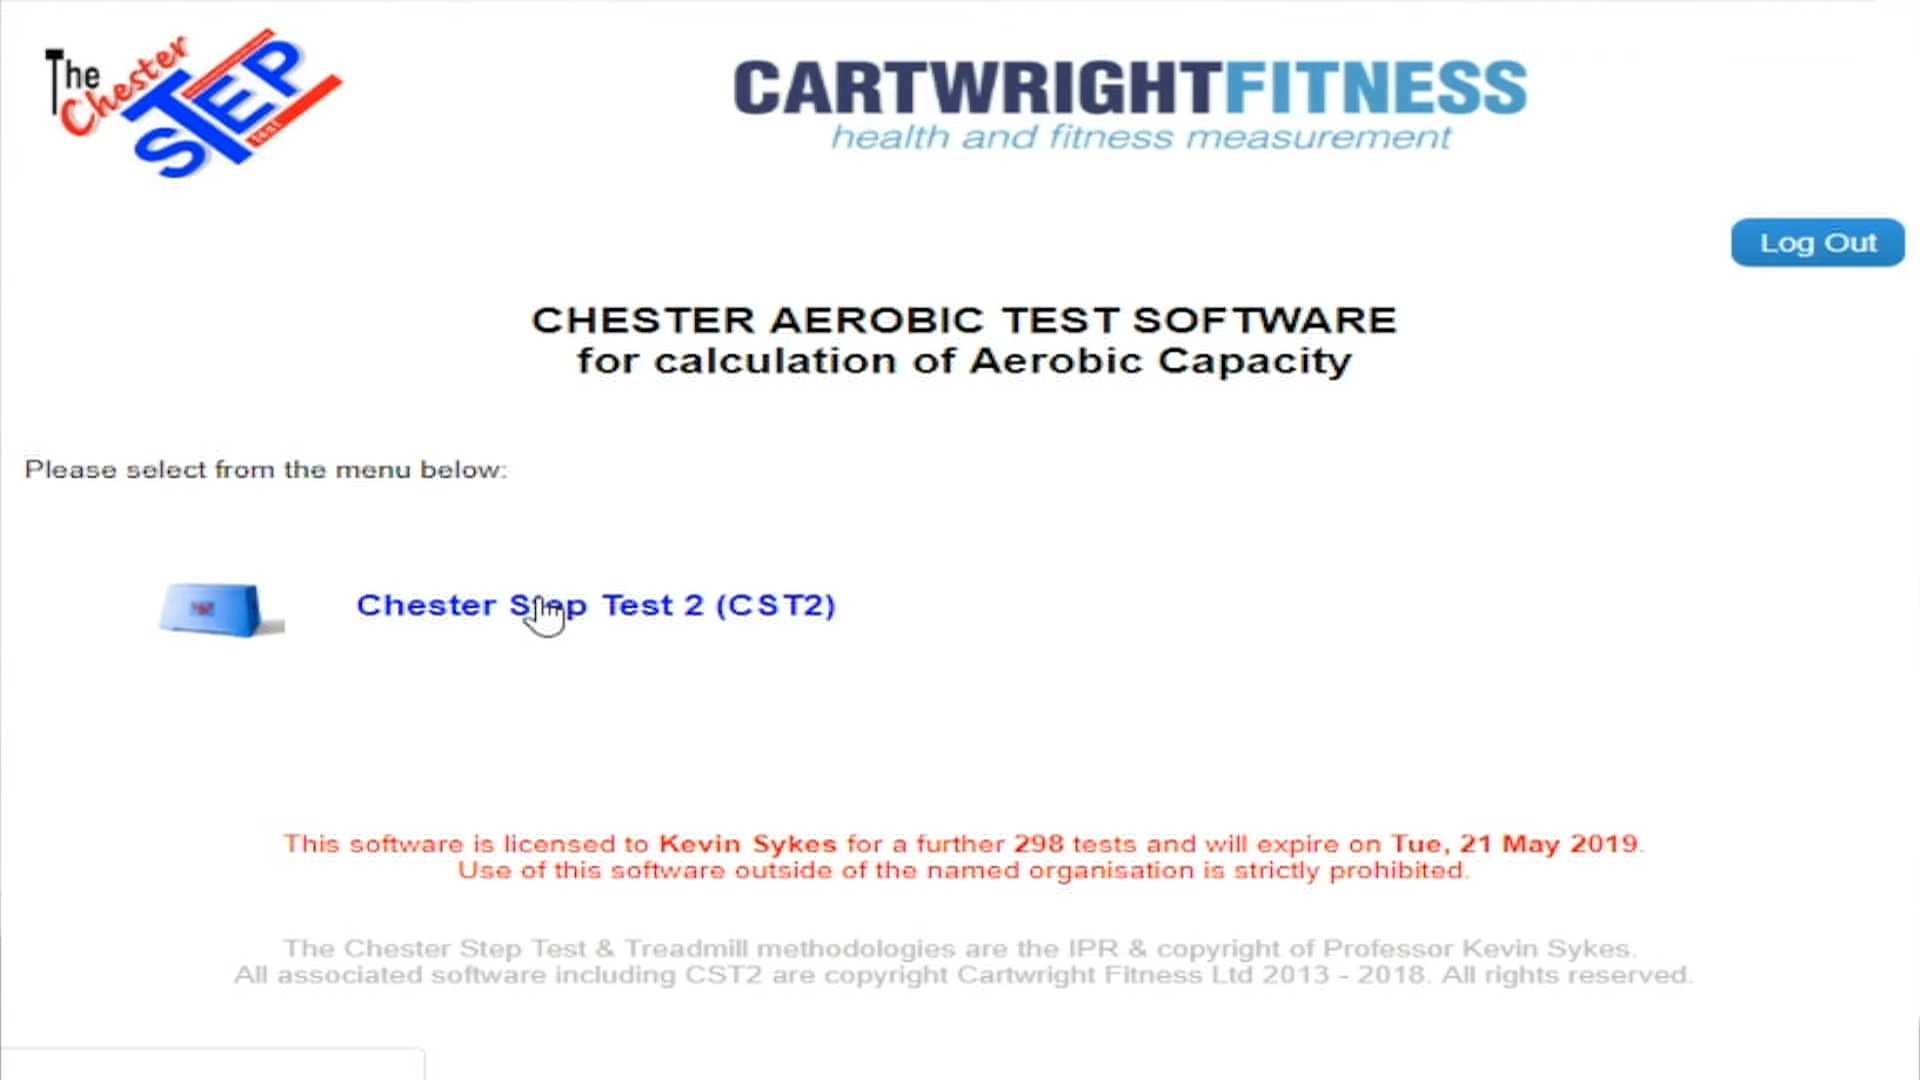 The Chester STEP test
CARTWRIGHTFITNESS
health and fitness measurement
Log Out
CHESTER AEROBIC TEST SOFTWARE
for calculation of Aerobic Capacity
Please select from the menu below:
Chester Step Test 2 (CST2)
This software is licensed to Kevin Sykes for a further 298 tests and will expire on Tue, 21 May 2019.
Use of this software outside of the named organisation is strictly prohibited.
The Chester Step Test & Treadmill methodologies are the IPR & copyright of Professor Kevin Sykes.
All associated software including CST2 are copyright Cartwright Fitness Ltd 2013 - 2018. All rights reserved.